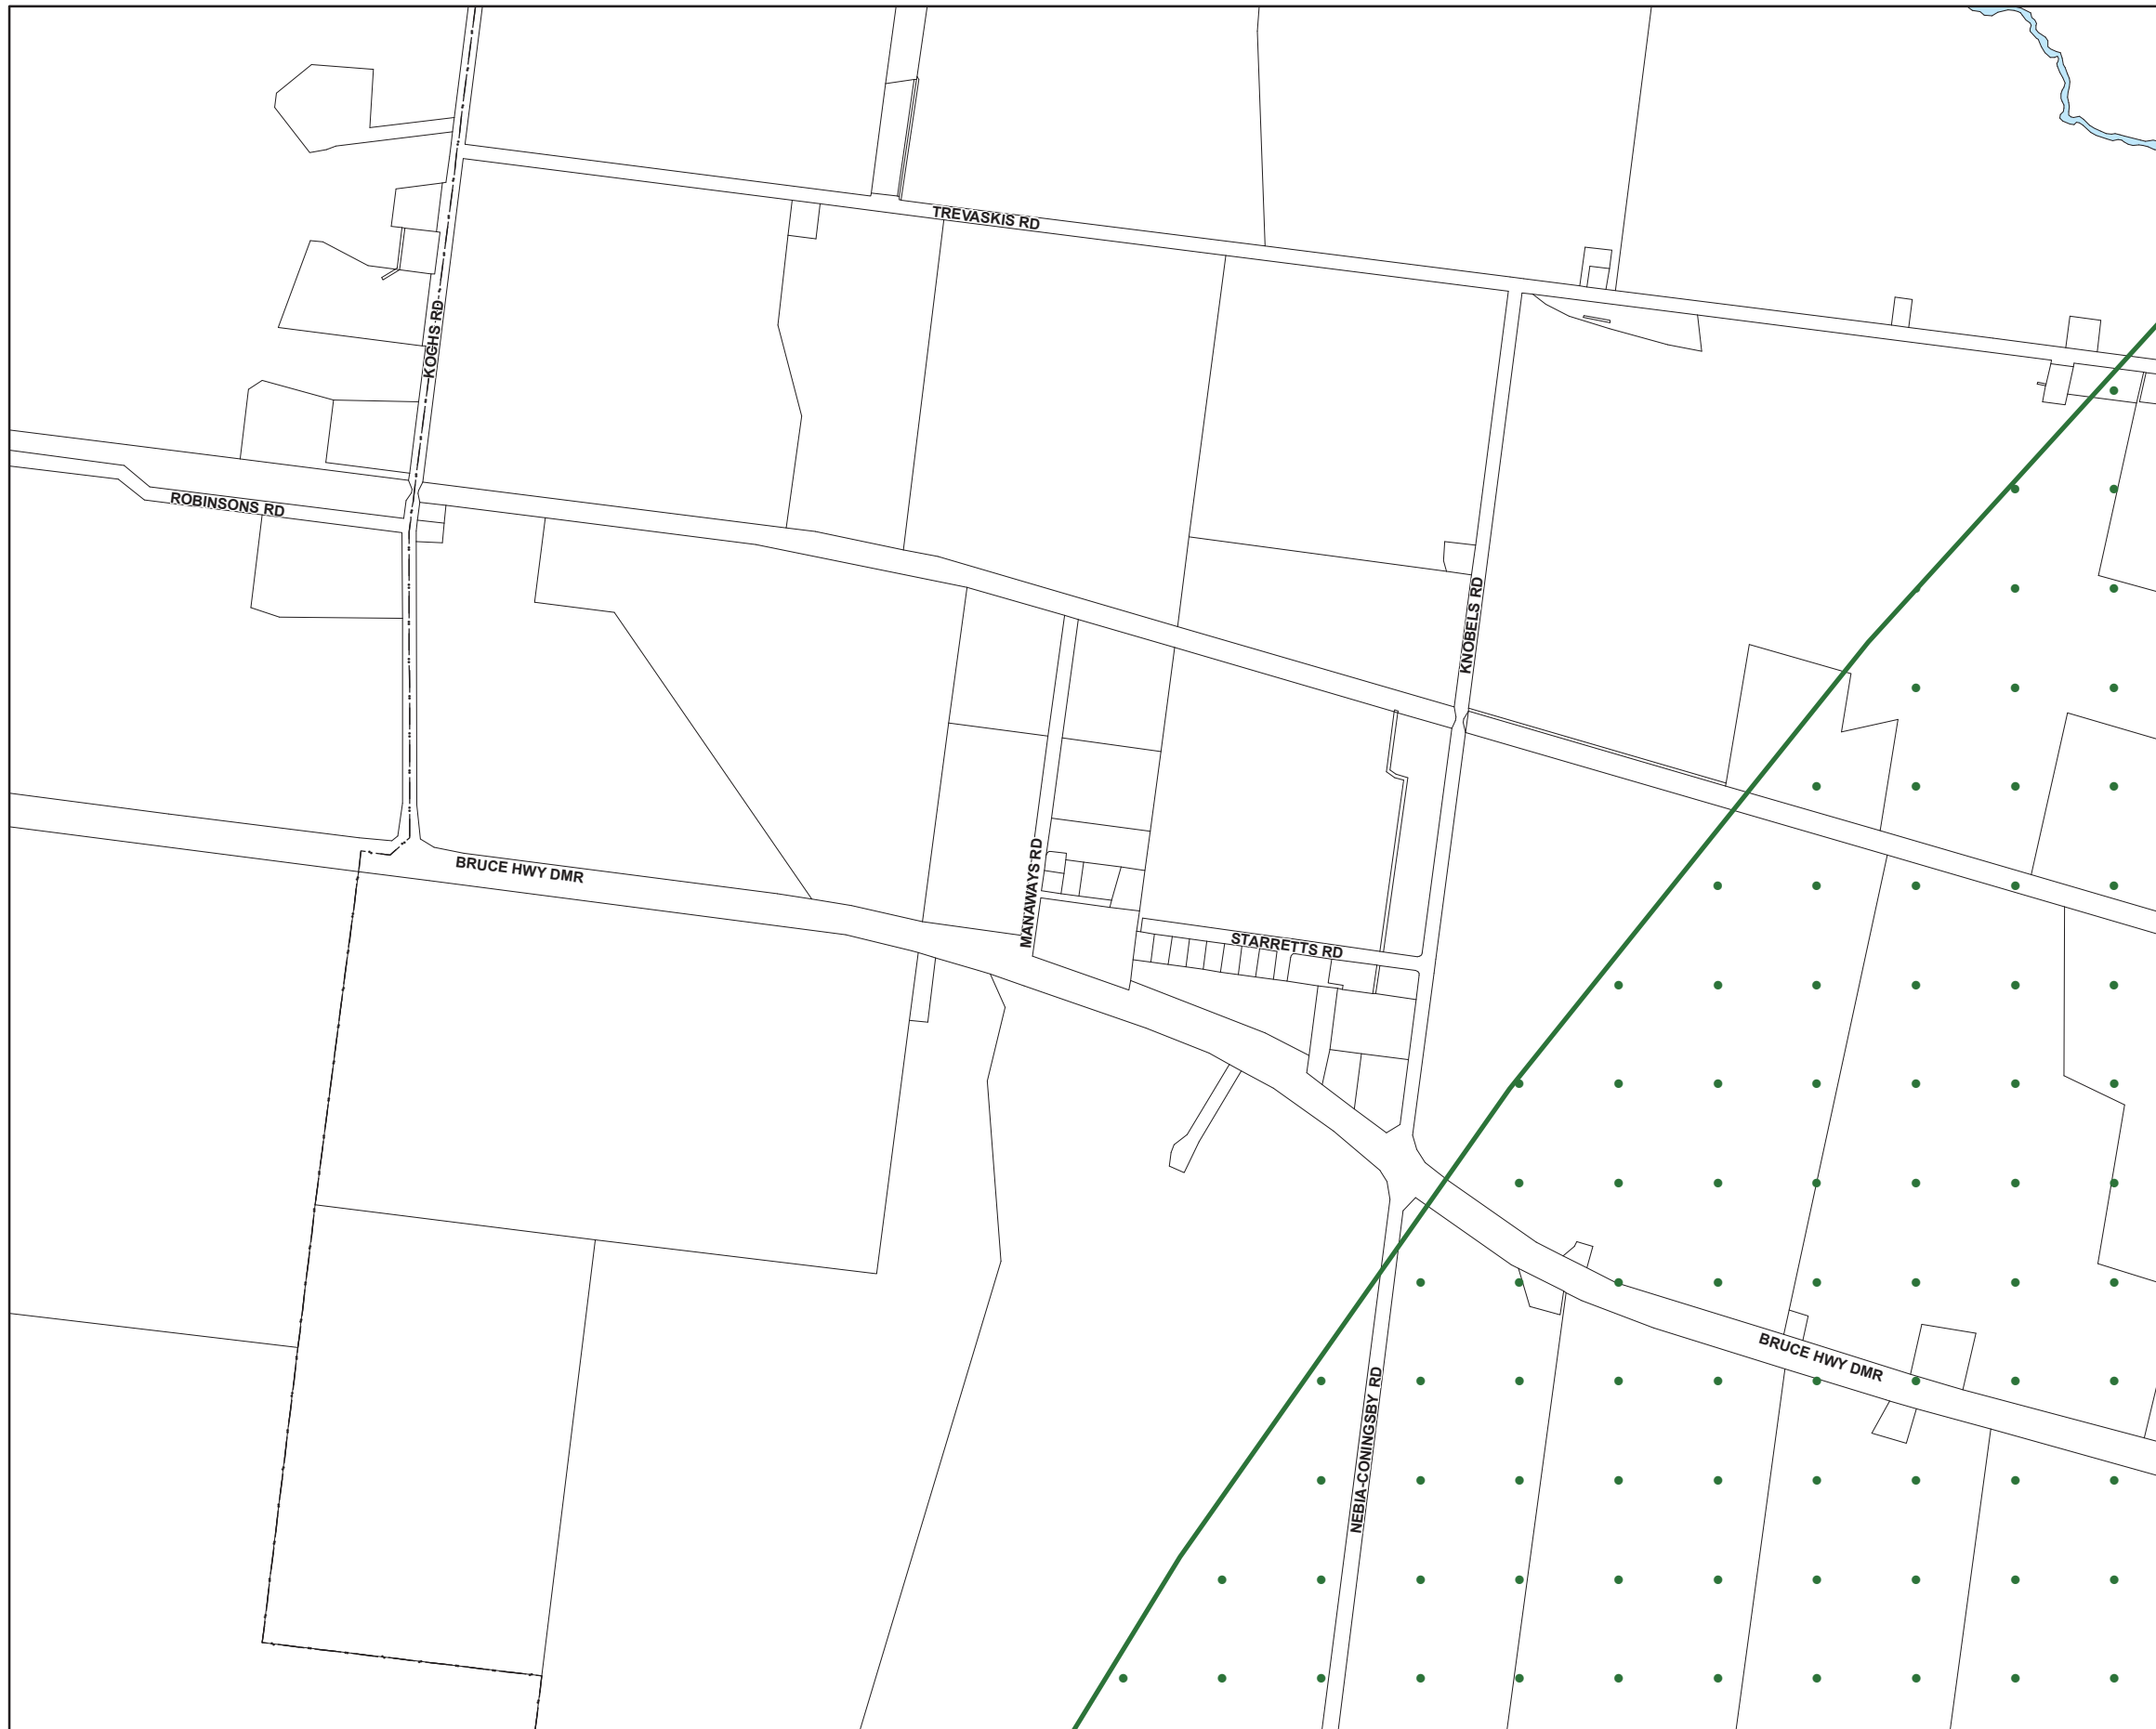 TREVASKIS RD
KOCHS RD
ROBINSONS RD
KNOBELS RD
BRUCE HWY DMR
MANAWAYS RD
STARRETTS RD
BRUCE HWY DMR
NEBIA-CONINGSBY RD